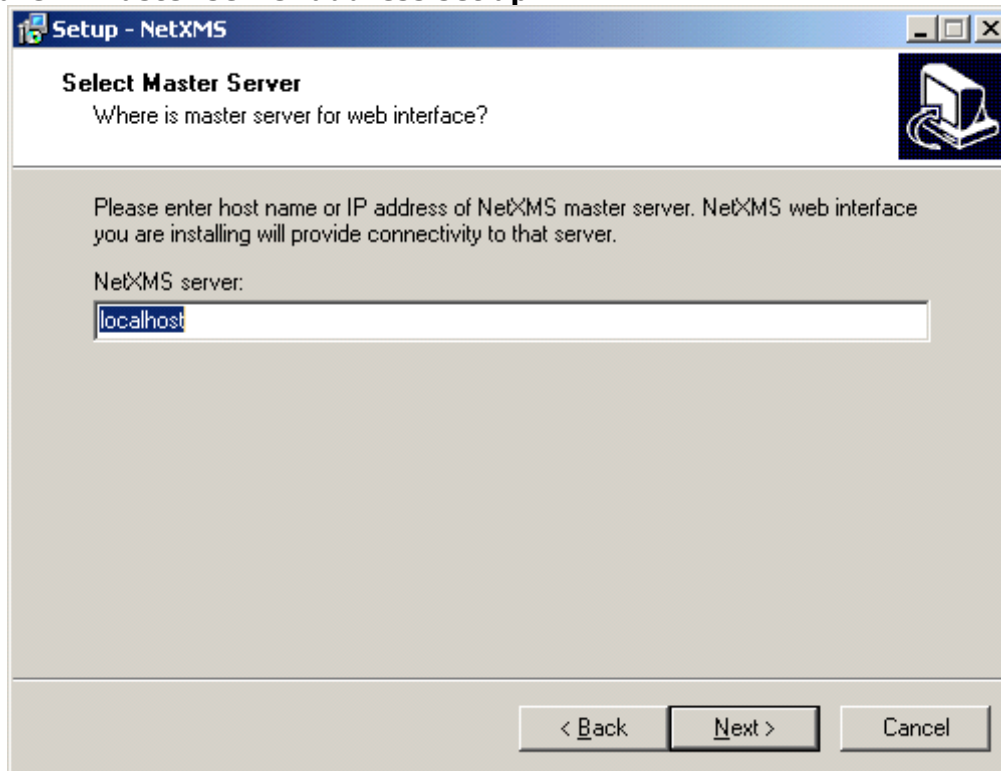 Setup - NetXMS
Select Master Server
Where is master server for web interface?
Please enter host name or IP address of NetXMS master server. NetXMS web interface
you are installing will provide connectivity to that server.
NetXMS server:
localhost
< Back
Next >
Cancel